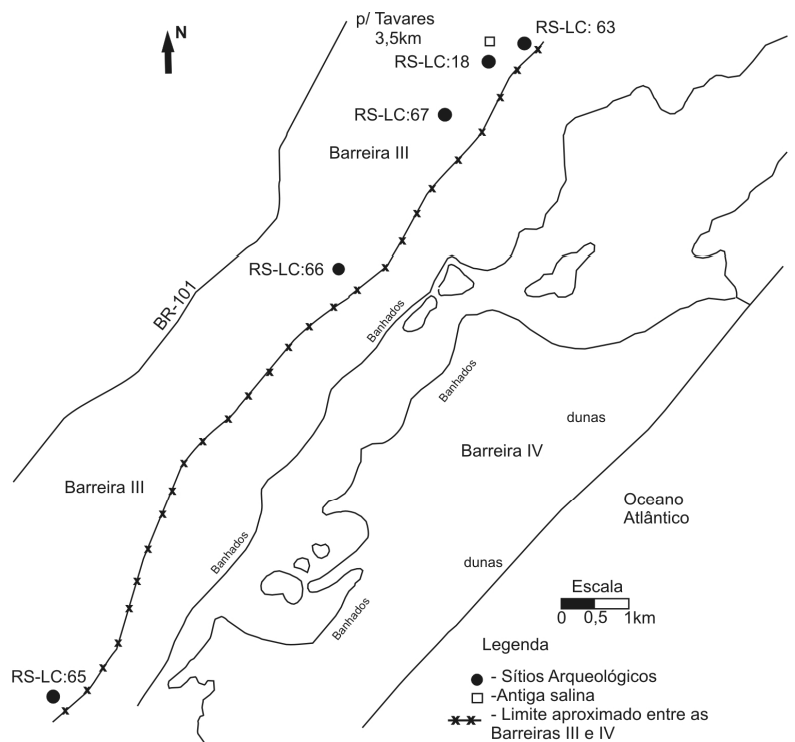 p/ Tavares
3,5km
N
RS-LC: 63
RS-LC:18
RS-LC:67
Barreira III
RS-LC:66
BR-101
Banhados
Banhados
dunas
Barreira IV
Barreira III
Oceano
Atlântico
Banhados
dunas
Escala
0 0,5 1km
Banhados
Legenda
RS-LC:65
- Sítios Arqueológicos
-Antiga salina
- Limite aproximado entre as
Barreiras III e IV